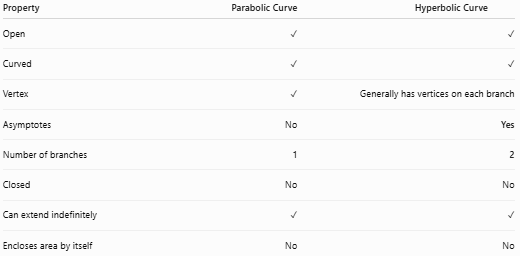 Property Parabolic Curve Hyperbolic Curve
Open ✓ ✓
Curved ✓ ✓
Vertex ✓ Generally has vertices on each branch
Asymptotes No Yes
Number of branches 1 2
Closed No No
Can extend indefinitely ✓ ✓
Encloses area by itself No No